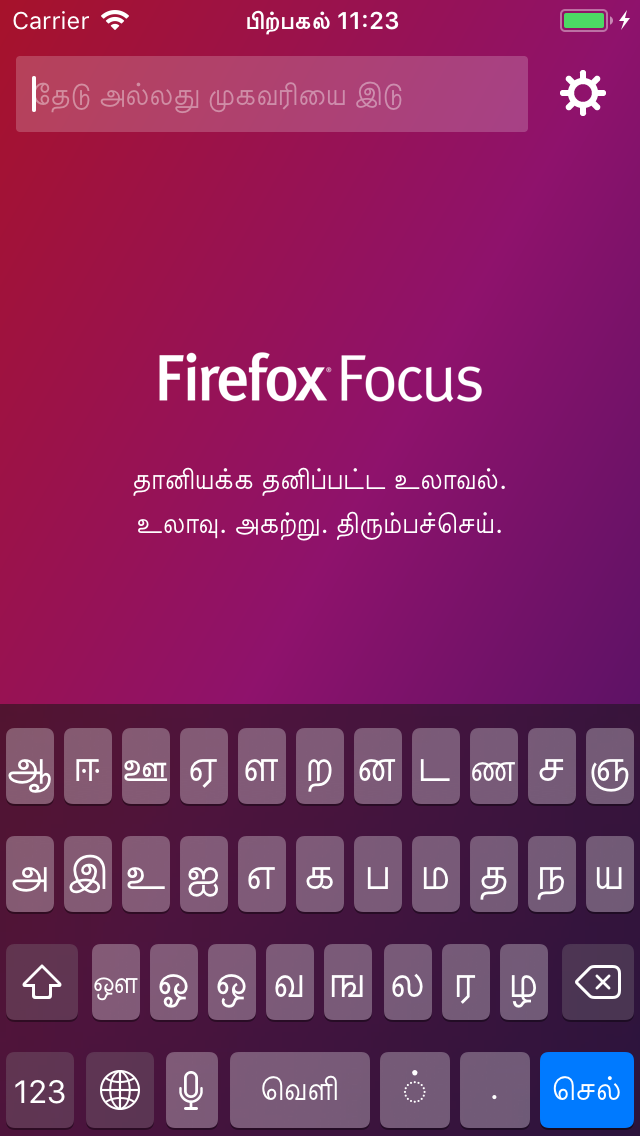 Carrier பிற்பகல் 11:23
தேடு அல்லது முகவரியை இடு
Firefox® Focus
தானியக்க தனிப்பட்ட உலாவல்.
உலாவு. அகற்று. திரும்பச்செய்.
ஆ ஈ ஊ ஏ ள ற ன ட ண ச ஞ
அ இ உ ஐ எ க ப ம த ந ய
ஔ ஓ ஒ வ ங ல ர ழ
123 வெளி ் . செல்